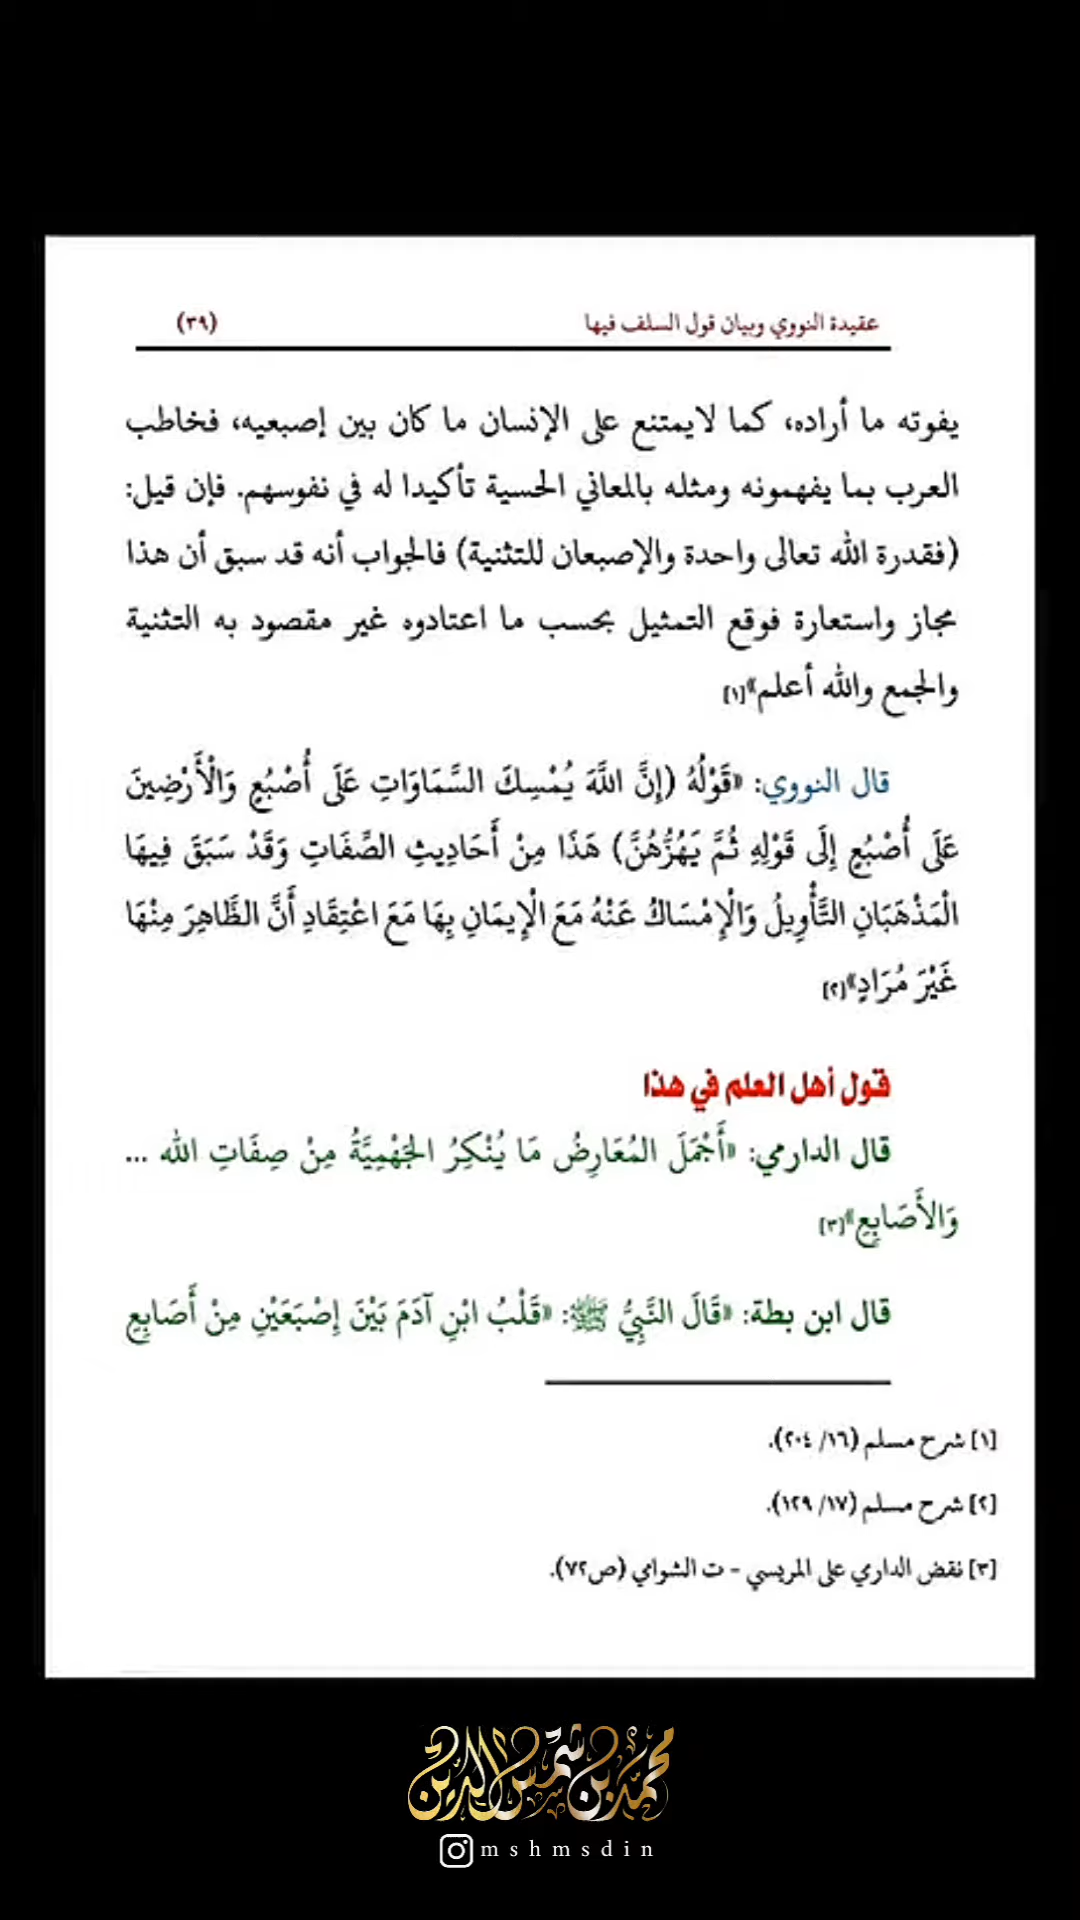 عقيدة النووي وبيان قول السلف فيها (٣٩)
يفوته ما أراده، كما لايمتنع على الإنسان ما كان بين إصبعيه، فخاطب
العرب بما يفهمونه ومثله بالمعاني الحسية تأكيدا له في نفوسهم. فإن قيل:
(فقدرة الله تعالى واحدة والإصبعان للتثنية) فالجواب أنه قد سبق أن هذا
مجاز واستعارة فوقع التمثيل بحسب ما اعتادوه غير مقصود به التثنية
والجمع والله أعلم»[١]
قال النووي: «قَوْلُهُ (إِنَّ اللَّهَ يُمْسِكَ السَّمَاوَاتِ عَلَى أُصْبُعٍ وَالْأَرَضِينَ
عَلَى أُصْبُعٍ إِلَى قَوْلِهِ ثُمَّ يَهُزُّهُنَّ) هَذَا مِنْ أَحَادِيثِ الصِّفَاتِ وَقَدْ سَبَقَ فِيهَا
الْمَذْهَبَانِ التَّأْوِيلُ وَالْإِمْسَاكُ عَنْهُ مَعَ الْإِيمَانِ بِهَا مَعَ اعْتِقَادِ أَنَّ الظَّاهِرَ مِنْهَا
غَيْرَ مُرَادٍ»[٢]
قول أهل العلم في هذا
قال الدارمي: «أَجْمَلَ المُعَارِضُ مَا يُنْكِرُ الجَهْمِيَّةُ مِنْ صِفَاتِ الله ...
وَالأَصَابِعِ»[٣]
قال ابن بطة: «قَالَ النَّبِيُّ ﷺ: «قَلْبُ ابْنِ آدَمَ بَيْنَ إِصْبَعَيْنِ مِنْ أَصَابِعِ
[١] شرح مسلم (١٦/ ٢٠٤).
[٢] شرح مسلم (١٧/ ١٢٩).
[٣] نقض الدارمي على المريسي - ت الشوامي (ص٧٢).
محمد بن شمس الدين
mshmsdin